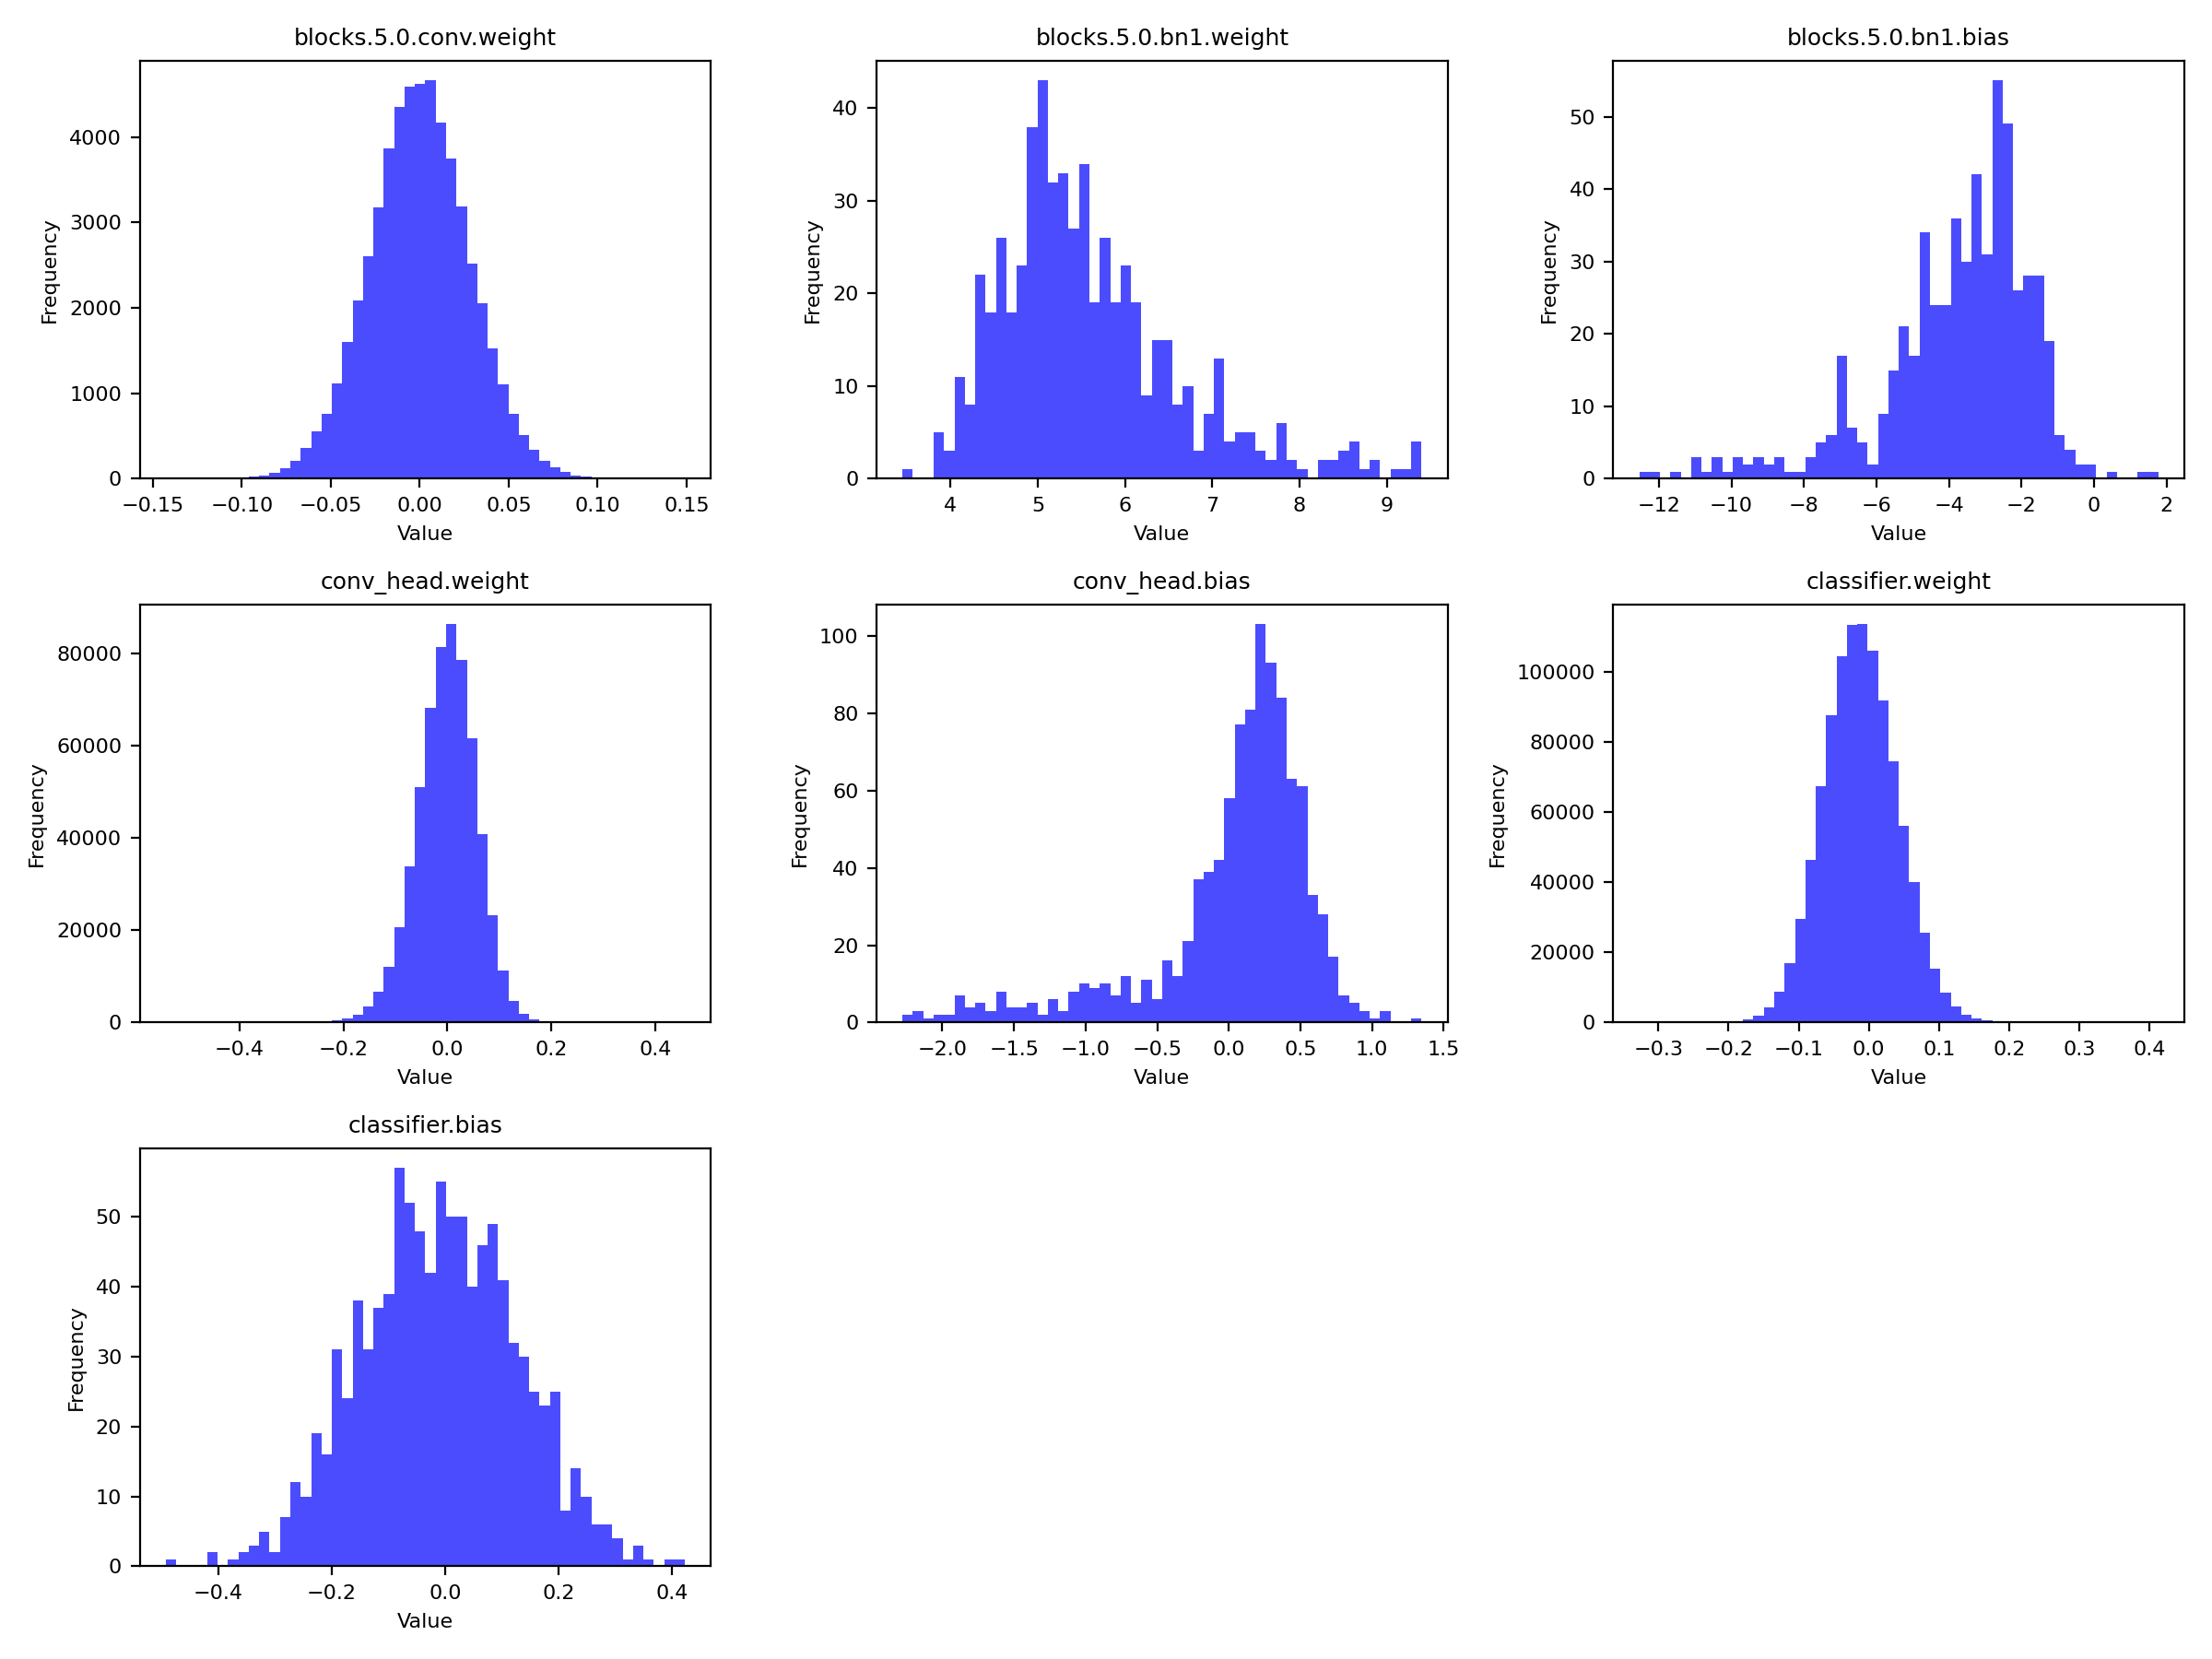 blocks.5.0.conv.weight
Frequency
4000
3000
2000
1000
0
−0.15 −0.10 −0.05 0.00 0.05 0.10 0.15
Value
blocks.5.0.bn1.weight
Frequency
40
30
20
10
0
4 5 6 7 8 9
Value
blocks.5.0.bn1.bias
Frequency
50
40
30
20
10
0
−12 −10 −8 −6 −4 −2 0 2
Value
conv_head.weight
Frequency
80000
60000
40000
20000
0
−0.4 −0.2 0.0 0.2 0.4
Value
conv_head.bias
Frequency
100
80
60
40
20
0
−2.0 −1.5 −1.0 −0.5 0.0 0.5 1.0 1.5
Value
classifier.weight
Frequency
100000
80000
60000
40000
20000
0
−0.3 −0.2 −0.1 0.0 0.1 0.2 0.3 0.4
Value
classifier.bias
Frequency
50
40
30
20
10
0
−0.4 −0.2 0.0 0.2 0.4
Value